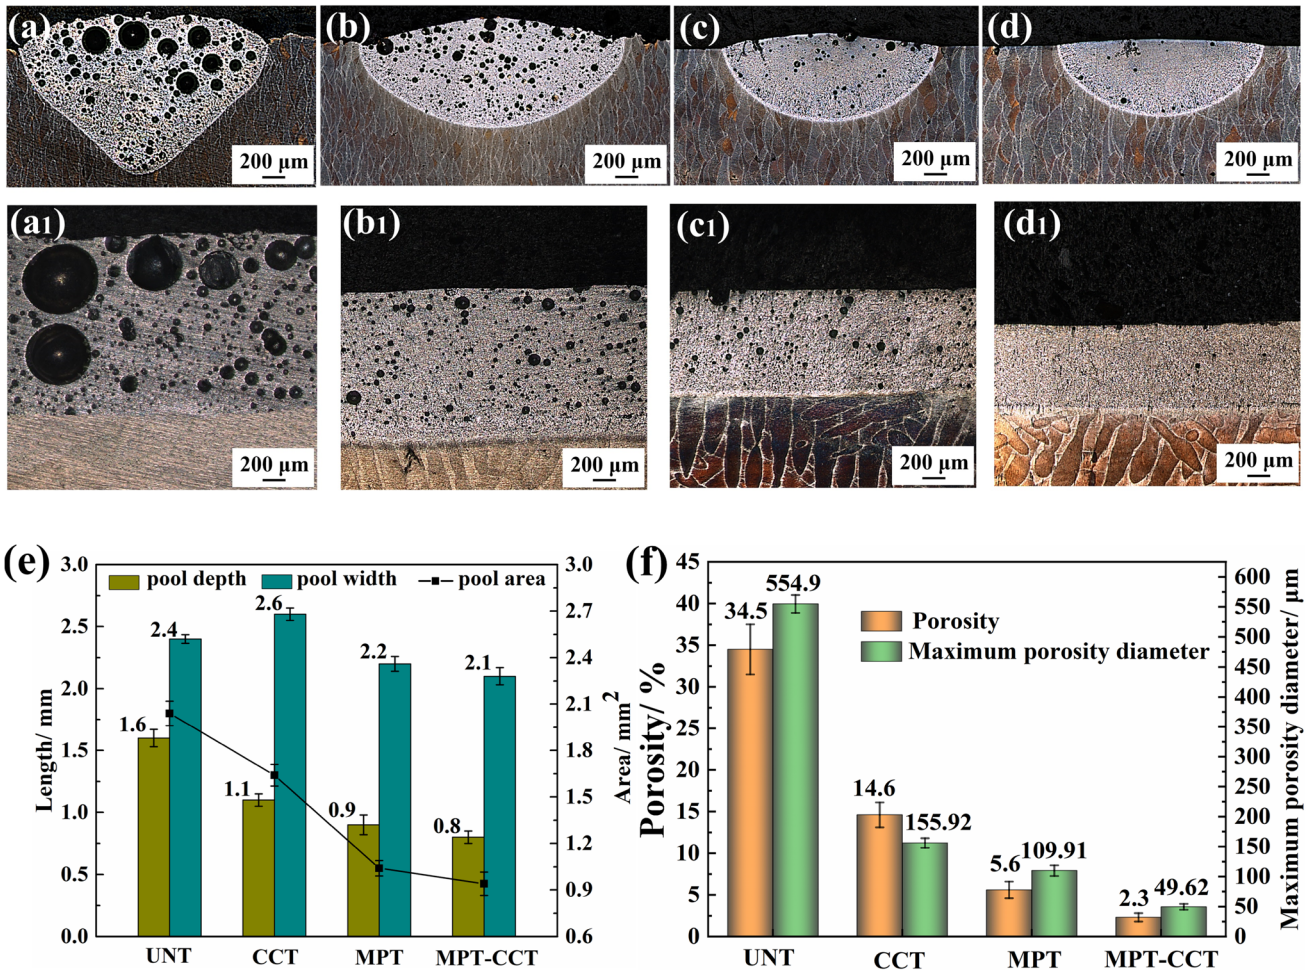 (a) (b) (c) (d)
200 μm 200 μm 200 μm 200 μm
(a1) (b1) (c1) (d1)
200 μm 200 μm 200 μm 200 μm
(e)
pool depth pool width pool area
Length/ mm
3.0
2.5
2.0
1.5
1.0
0.5
0.0
1.6 2.4 1.1 2.6 0.9 2.2 0.8 2.1
UNT CCT MPT MPT-CCT
3.0
2.7
2.4
2.1
1.8
1.5
1.2
0.9
0.6
Area/ mm2
(f)
Porosity
Maximum porosity diameter
Porosity/ %
45
40
35
30
25
20
15
10
5
0
34.5 554.9 14.6 155.92 5.6 109.91 2.3 49.62
UNT CCT MPT MPT-CCT
600
550
500
450
400
350
300
250
200
150
100
50
0
Maximum porosity diameter/ μm